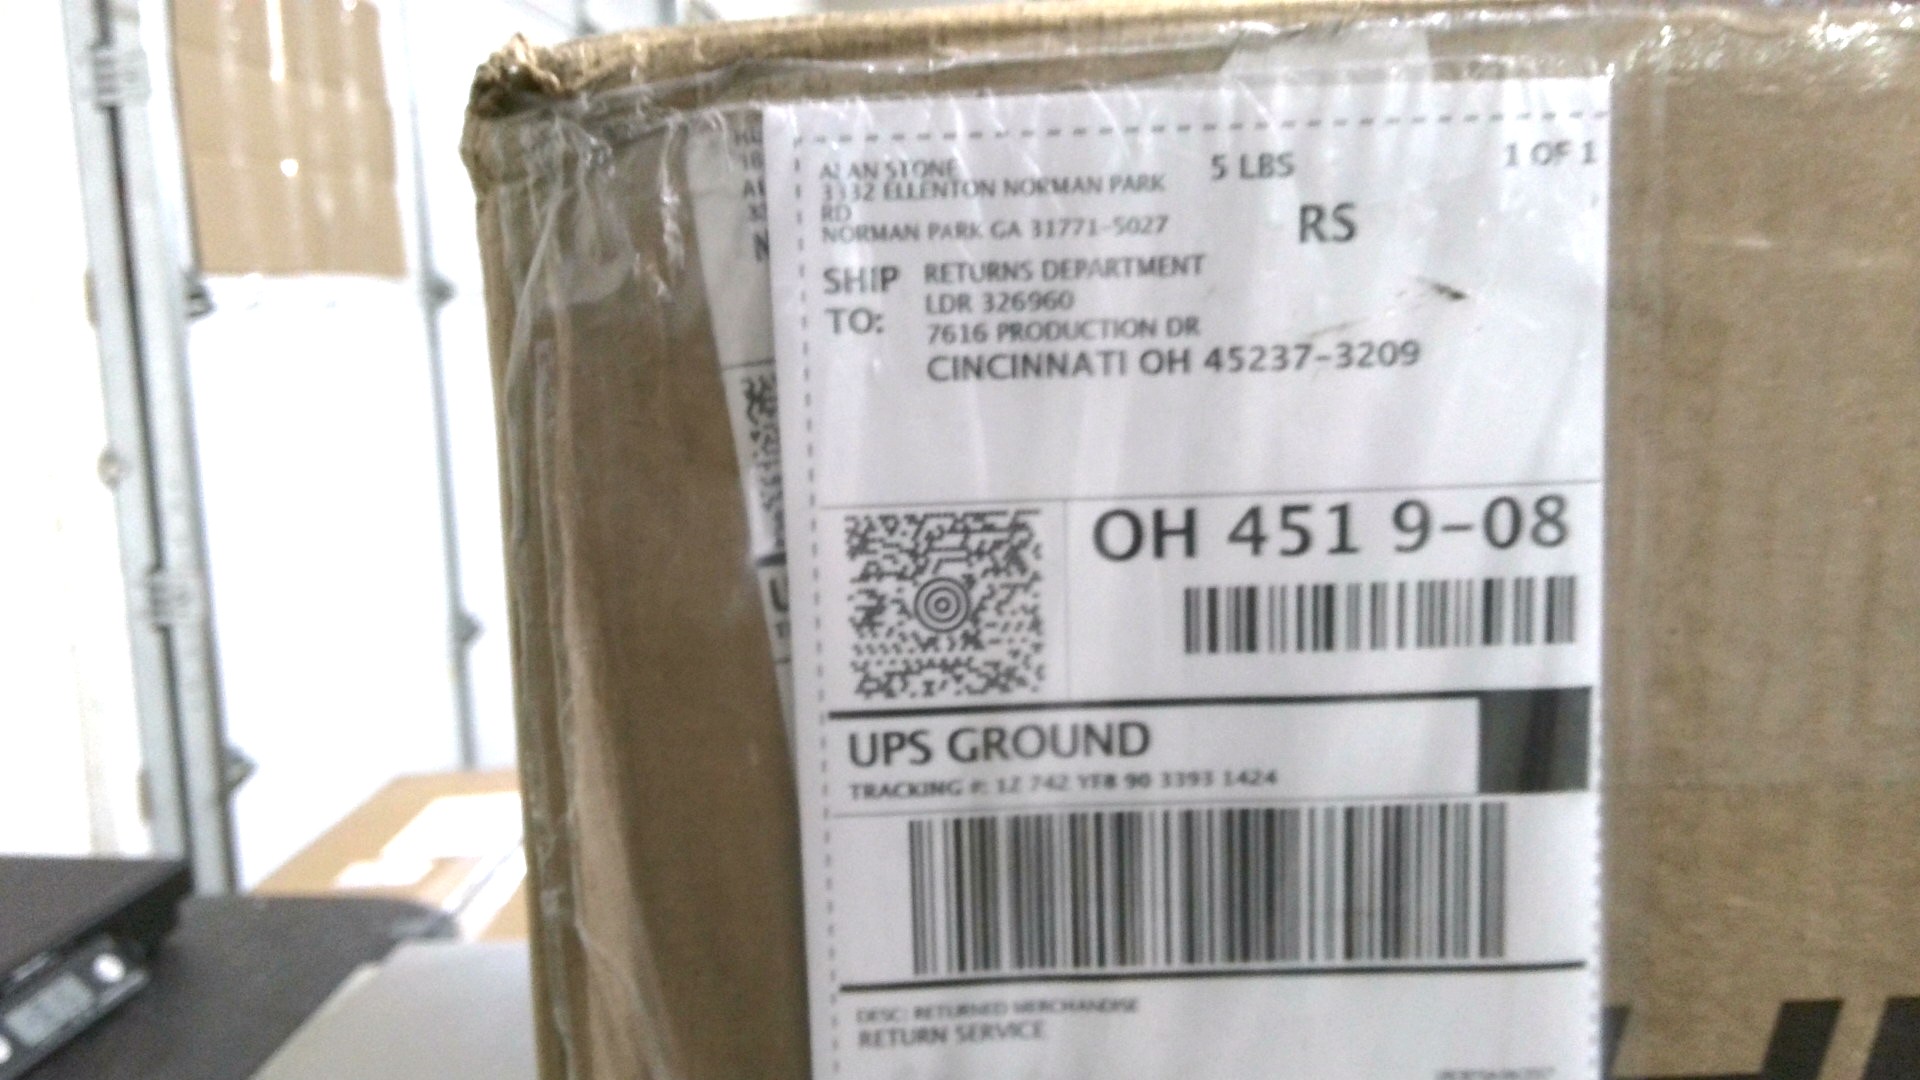 ALAN STONE
3132 ELLENTON NORMAN PARK
RD
NORMAN PARK GA 31771-5027
5 LBS
1 OF 1
RS
SHIP TO:
RETURNS DEPARTMENT
LDR 326960
7616 PRODUCTION DR
CINCINNATI OH 45237-3209
OH 451 9-08
UPS GROUND
TRACKING #: 1Z 742 YF8 90 3393 1424
DESC: RETURNED MERCHANDISE
RETURN SERVICE